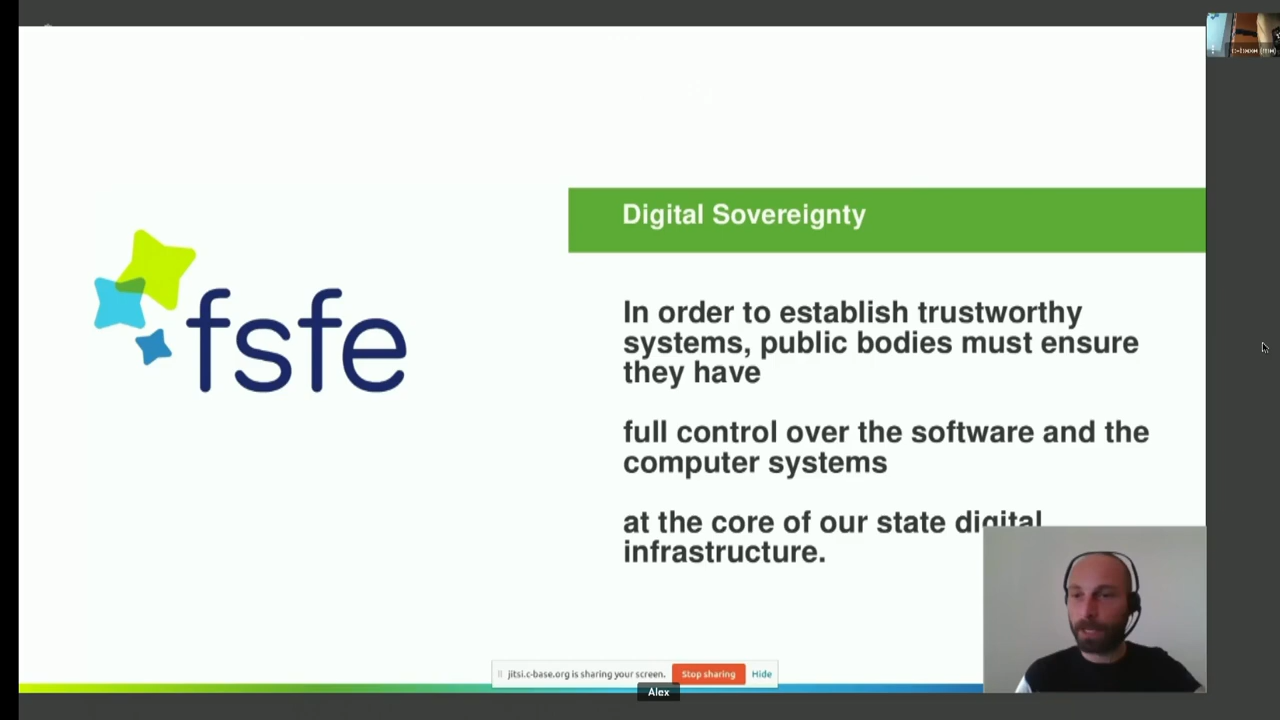 c-base (me)
Digital Sovereignty
fsfe
In order to establish trustworthy
systems, public bodies must ensure
they have
full control over the software and the
computer systems
at the core of our state digital
infrastructure.
jitsi.c-base.org is sharing your screen.
Stop sharing
Hide
Alex